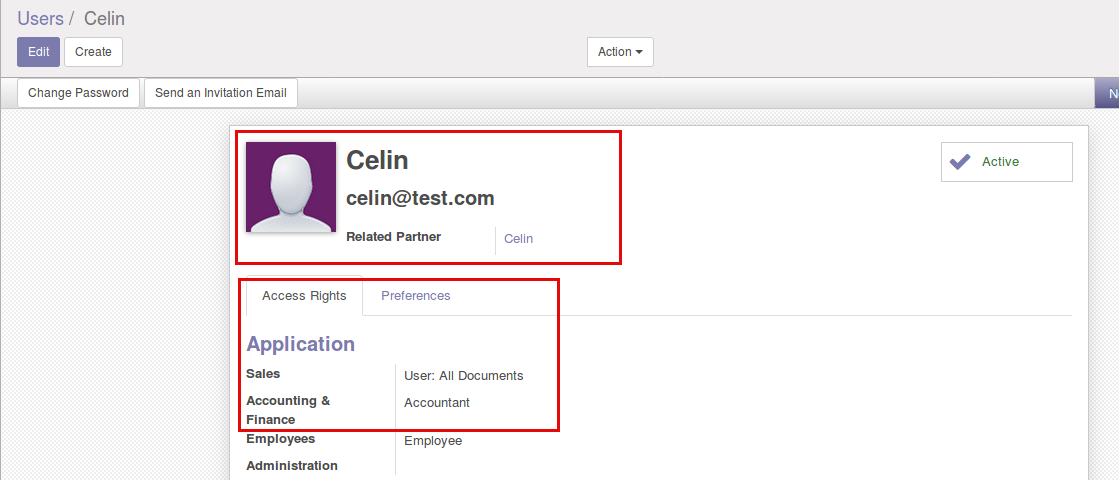 Users / Celin
Edit Create Action
Change Password Send an Invitation Email
Celin
Active
celin@test.com
Related Partner Celin
Access Rights Preferences
Application
Sales User: All Documents
Accounting & Accountant
Finance
Employees Employee
Administration